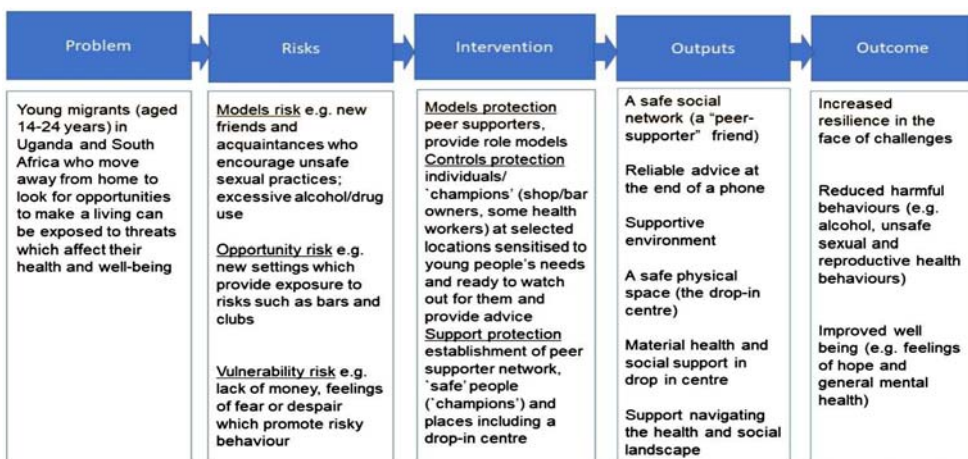 Problem
Risks
Intervention
Outputs
Outcome
Young migrants (aged
14-24 years) in
Uganda and South
Africa who move
away from home to
look for opportunities
to make a living can
be exposed to threats
which affect their
health and well-being
Models risk e.g. new
friends and
acquaintances who
encourage unsafe
sexual practices;
excessive alcohol/drug
use
Opportunity risk e.g.
new settings which
provide exposure to
risks such as bars and
clubs
Vulnerability risk e.g.
lack of money, feelings
of fear or despair
which promote risky
behaviour
Models protection
peer supporters,
provide role models
Controls protection
individuals/
`champions' (shop/bar
owners, some health
workers) at selected
locations sensitised to
young people's needs
and ready to watch
out for them and
provide advice
Support protection
establishment of peer
supporter network,
`safe' people
(`champions') and
places including a
drop-in centre
A safe social
network (a "peer-
supporter" friend)
Reliable advice at
the end of a phone
Supportive
environment
A safe physical
space (the drop-in
centre)
Material health and
social support in
drop in centre
Support navigating
the health and social
landscape
Increased
resilience in the
face of challenges
Reduced harmful
behaviours (e.g.
alcohol, unsafe
sexual and
reproductive health
behaviours)
Improved well
being (e.g. feelings
of hope and
general mental
health)